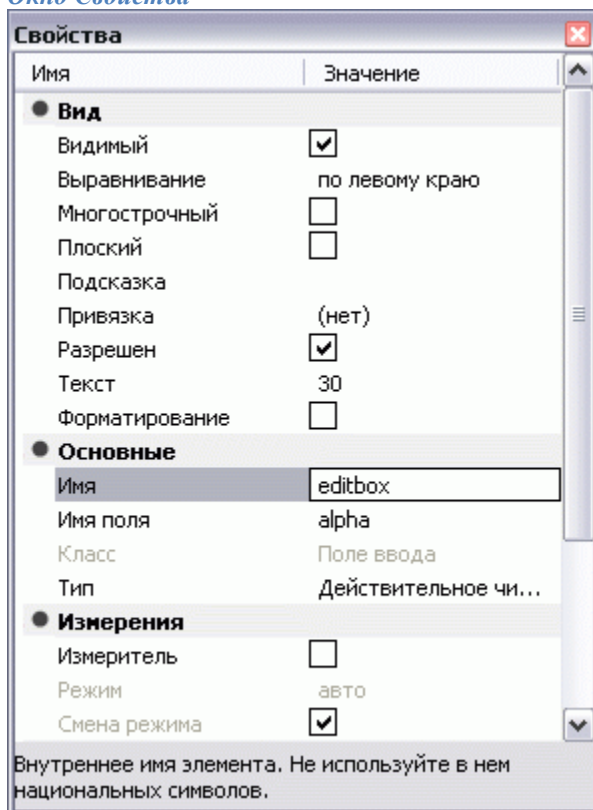 Окно Свойства
Свойства
Имя Значение
Вид
Видимый
Выравнивание по левому краю
Многострочный
Плоский
Подсказка
Привязка (нет)
Разрешен
Текст 30
Форматирование
Основные
Имя editbox
Имя поля alpha
Класс Поле ввода
Тип Действительное чи...
Измерения
Измеритель
Режим авто
Смена режима
Внутреннее имя элемента. Не используйте в нем
национальных символов.